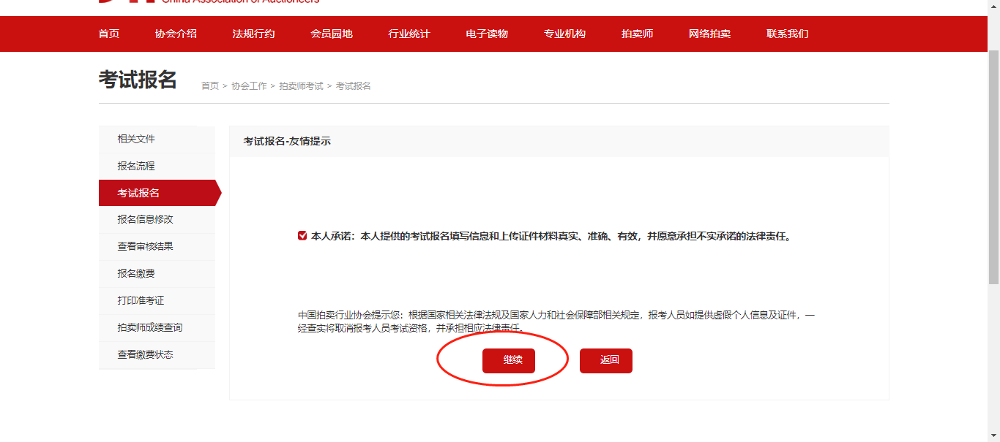 China Association of Auctioneers
首页 协会介绍 法规行约 会员园地 行业统计 电子读物 专业机构 拍卖师 网络拍卖 联系我们
考试报名 首页 > 协会工作 > 拍卖师考试 > 考试报名
相关文件
报名流程
考试报名
报名信息修改
查看审核结果
报名缴费
打印准考证
拍卖师成绩查询
查看缴费状态
考试报名-友情提示
本人承诺：本人提供的考试报名填写信息和上传证件材料真实、准确、有效，并愿意承担不实承诺的法律责任。
中国拍卖行业协会提示您：根据国家相关法律法规及国家人力和社会保障部相关规定，报考人员如提供虚假个人信息及证件，一
经查实将取消报考人员考试资格，并承担相应法律责任。
继续 返回